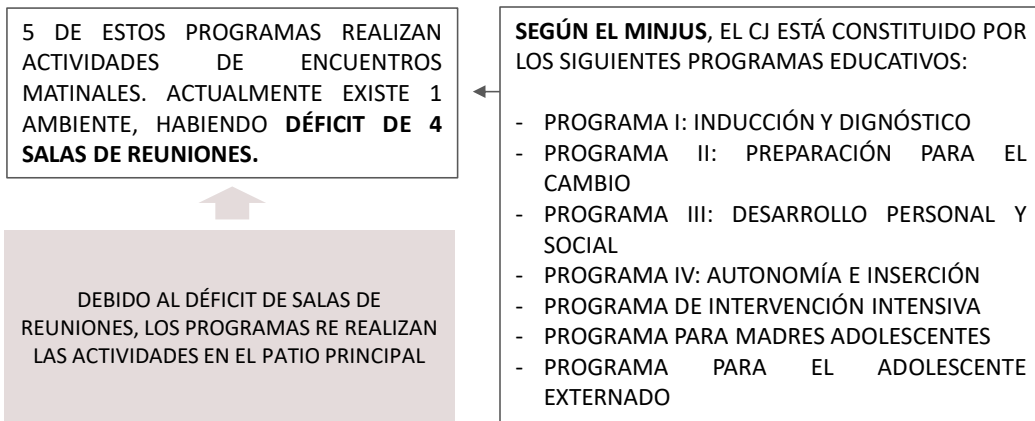 5 DE ESTOS PROGRAMAS REALIZAN
ACTIVIDADES DE ENCUENTROS
MATINALES. ACTUALMENTE EXISTE 1
AMBIENTE, HABIENDO DÉFICIT DE 4
SALAS DE REUNIONES.
DEBIDO AL DÉFICIT DE SALAS DE
REUNIONES, LOS PROGRAMAS RE REALIZAN
LAS ACTIVIDADES EN EL PATIO PRINCIPAL
SEGÚN EL MINJUS, EL CJ ESTÁ CONSTITUIDO POR
LOS SIGUIENTES PROGRAMAS EDUCATIVOS:
- PROGRAMA I: INDUCCIÓN Y DIGNÓSTICO
- PROGRAMA II: PREPARACIÓN PARA EL
CAMBIO
- PROGRAMA III: DESARROLLO PERSONAL Y
SOCIAL
- PROGRAMA IV: AUTONOMÍA E INSERCIÓN
- PROGRAMA DE INTERVENCIÓN INTENSIVA
- PROGRAMA PARA MADRES ADOLESCENTES
- PROGRAMA PARA EL ADOLESCENTE
EXTERNADO